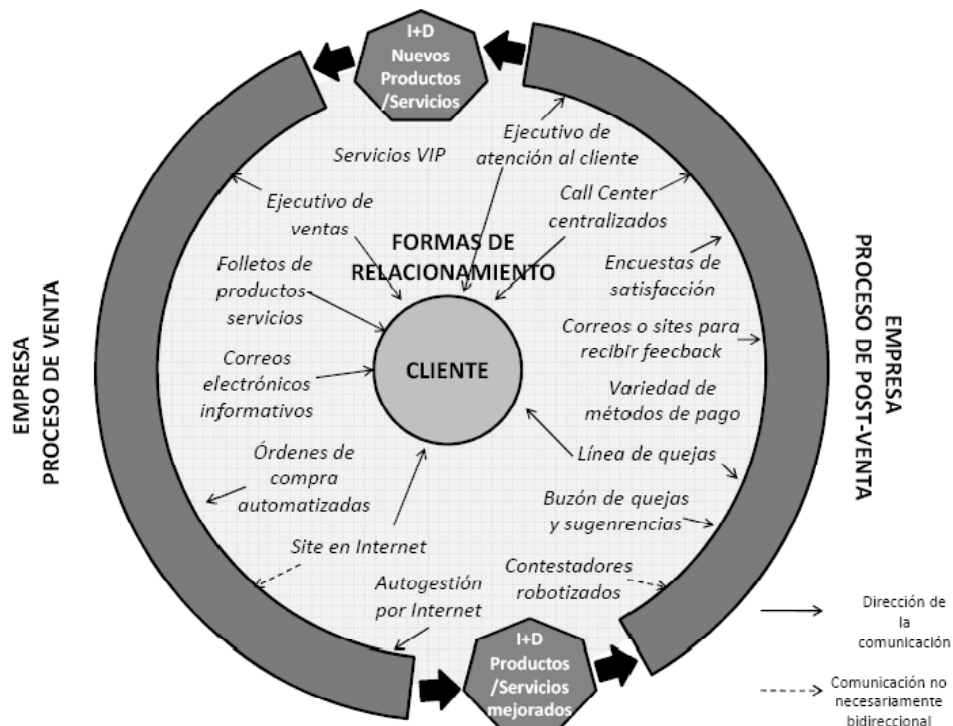 I+D
Nuevos
Productos
/Servicios
Servicios VIP
Ejecutivo de
atención al cliente
Ejecutivo de
ventas
Call Center
centralizados
FORMAS DE
RELACIONAMIENTO
Folletos de
productos-
servicios
Encuestas de
satisfacción
Correos o sites para
recibir feecback
CLIENTE
Correos
electrónicos
informativos
Variedad de
métodos de pago
Órdenes de
compra
automatizadas
Línea de quejas
Buzón de quejas
y sugenrencias
Site en Internet
Contestadores
robotizados
Autogestión
por Internet
I+D
Productos
/Servicios
mejorados
EMPRESA
PROCESO DE VENTA
EMPRESA
PROCESO DE POST-VENTA
Dirección de
la
comunicación
Comunicación no
necesariamente
bidireccional